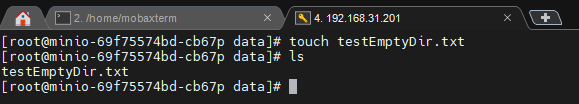 2. /home/mobaxterm
4. 192.168.31.201
[root@minio-69f75574bd-cb67p data]# touch testEmptyDir.txt
[root@minio-69f75574bd-cb67p data]# ls
testEmptyDir.txt
[root@minio-69f75574bd-cb67p data]#